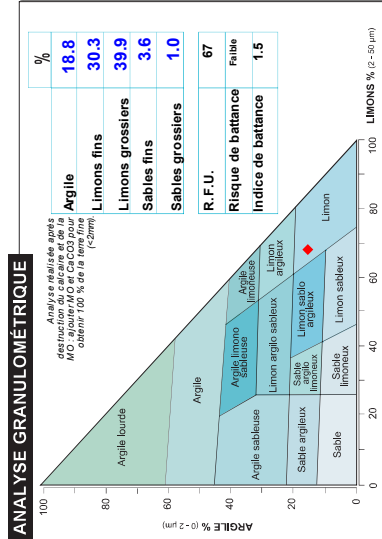 ANALYSE GRANULOMÉTRIQUE
Analyse réalisée après
destruction du calcaire et de la
MO : ajouter MO et CaCO3 pour
obtenir 100 % de la terre fine
(<2mm).
%
Argile 18.8
Limons fins 30.3
Limons grossiers 39.9
Sables fins 3.6
Sables grossiers 1.0
R.F.U. 67
Risque de battance Faible
Indice de battance 1.5
ARGILE % (0 - 2 µm)
100
80
60
40
20
0
Argile lourde
Argile
Argile
limoneuse
Argile limono
sableuse
Argile sableuse
Limon
argileux
Limon argilo sableux
Limon
Limon sablo
argileux
Sable
argilo
limoneux
Sable argileux
Limon sableux
Sable
limoneux
Sable
0
20
40
60
80
100
LIMONS % (2 - 50 µm)